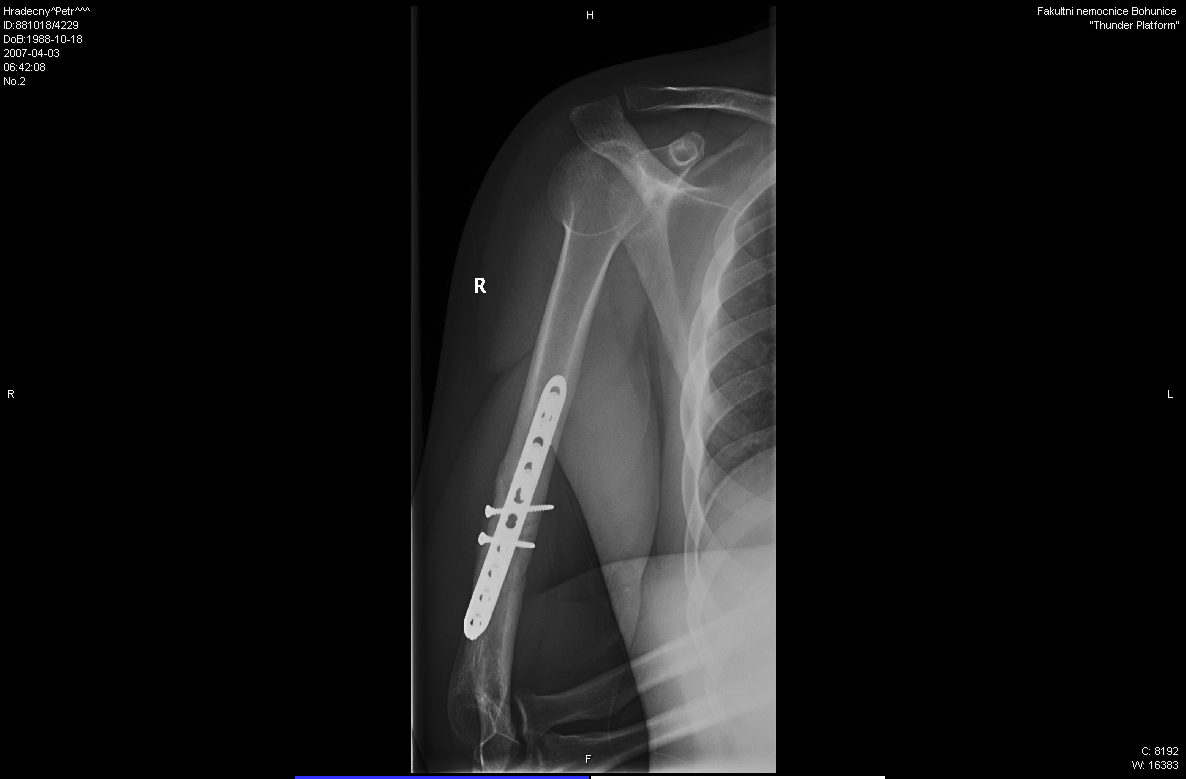 Hradecny^Petr^^^
ID:881018/4229
DoB:1988-10-18
2007-04-03
06:42:08
No.2
Fakultni nemocnice Bohunice
"Thunder Platform"
H
R
R
L
F
C: 8192
W: 16383